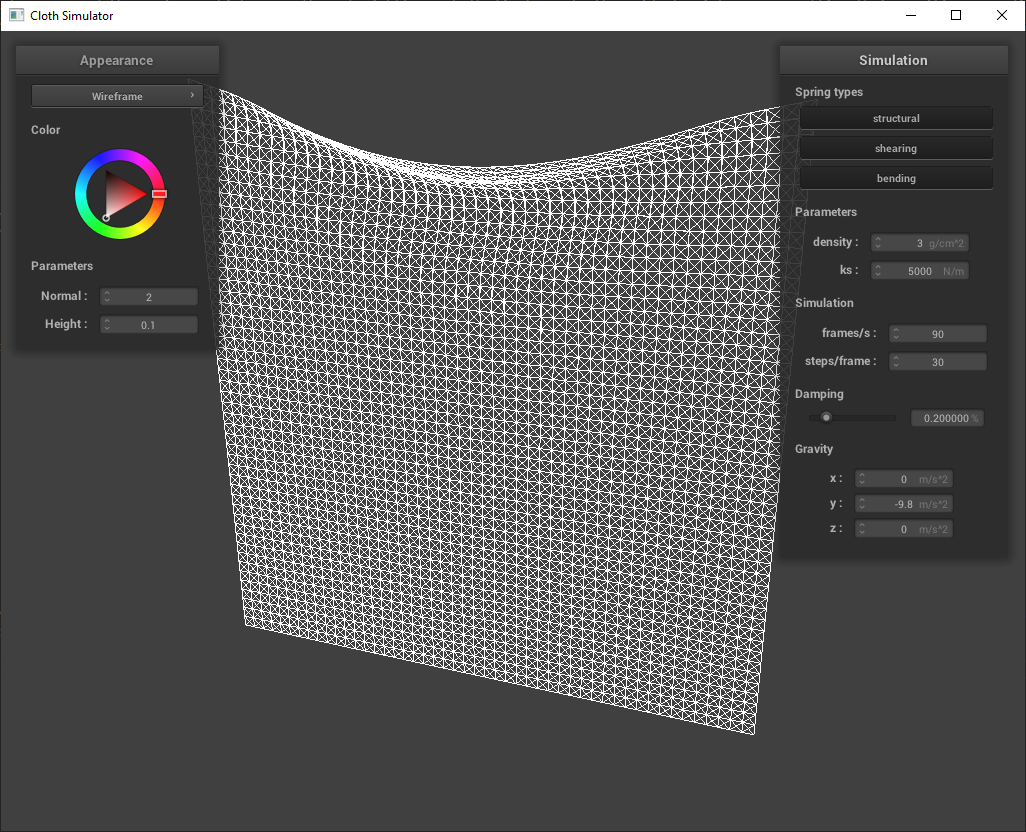 Cloth Simulator
Appearance
Wireframe
Color
Parameters
Normal : 2
Height : 0.1
Simulation
Spring types
structural
shearing
bending
Parameters
density : 3 g/cm^2
ks : 5000 N/m
Simulation
frames/s : 90
steps/frame : 30
Damping
0.200000 %
Gravity
x : 0 m/s^2
y : -9.8 m/s^2
z : 0 m/s^2